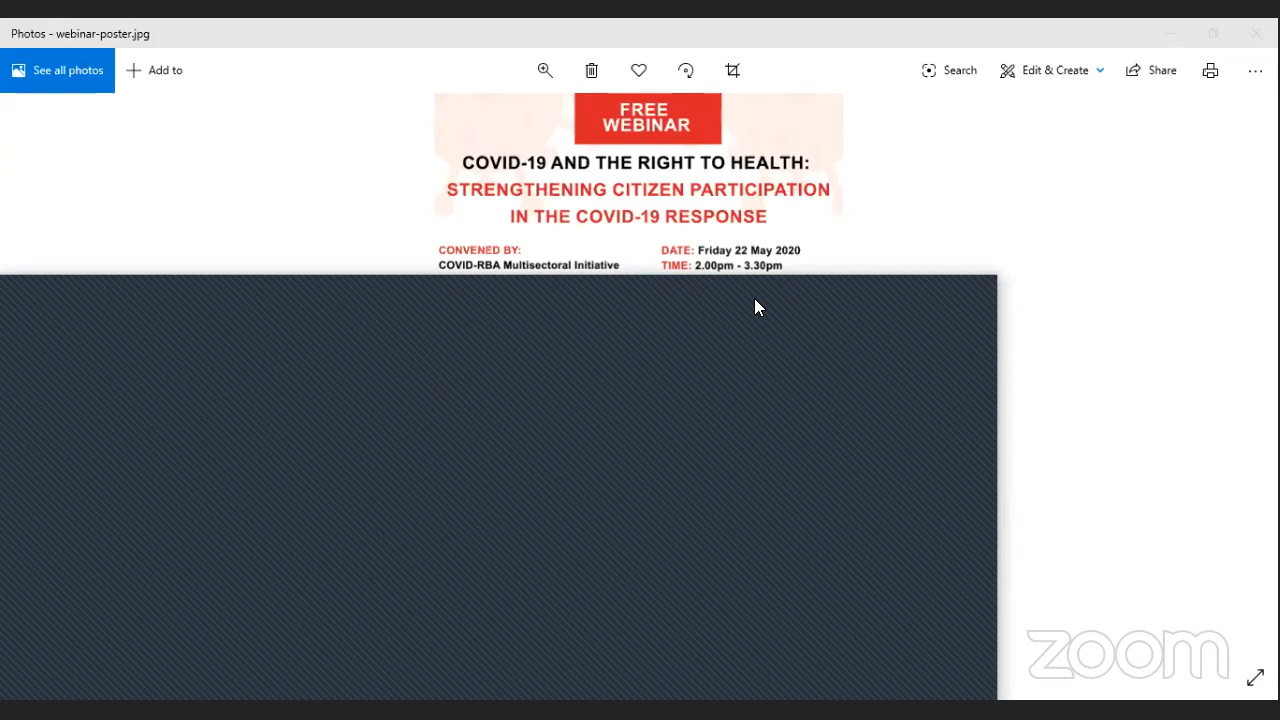 Photos - webinar-poster.jpg
See all photos
Add to
Search
Edit & Create
Share
FREE
WEBINAR
COVID-19 AND THE RIGHT TO HEALTH:
STRENGTHENING CITIZEN PARTICIPATION
IN THE COVID-19 RESPONSE
CONVENED BY:
COVID-RBA Multisectoral Initiative
DATE: Friday 22 May 2020
TIME: 2.00pm - 3.30pm
zoom